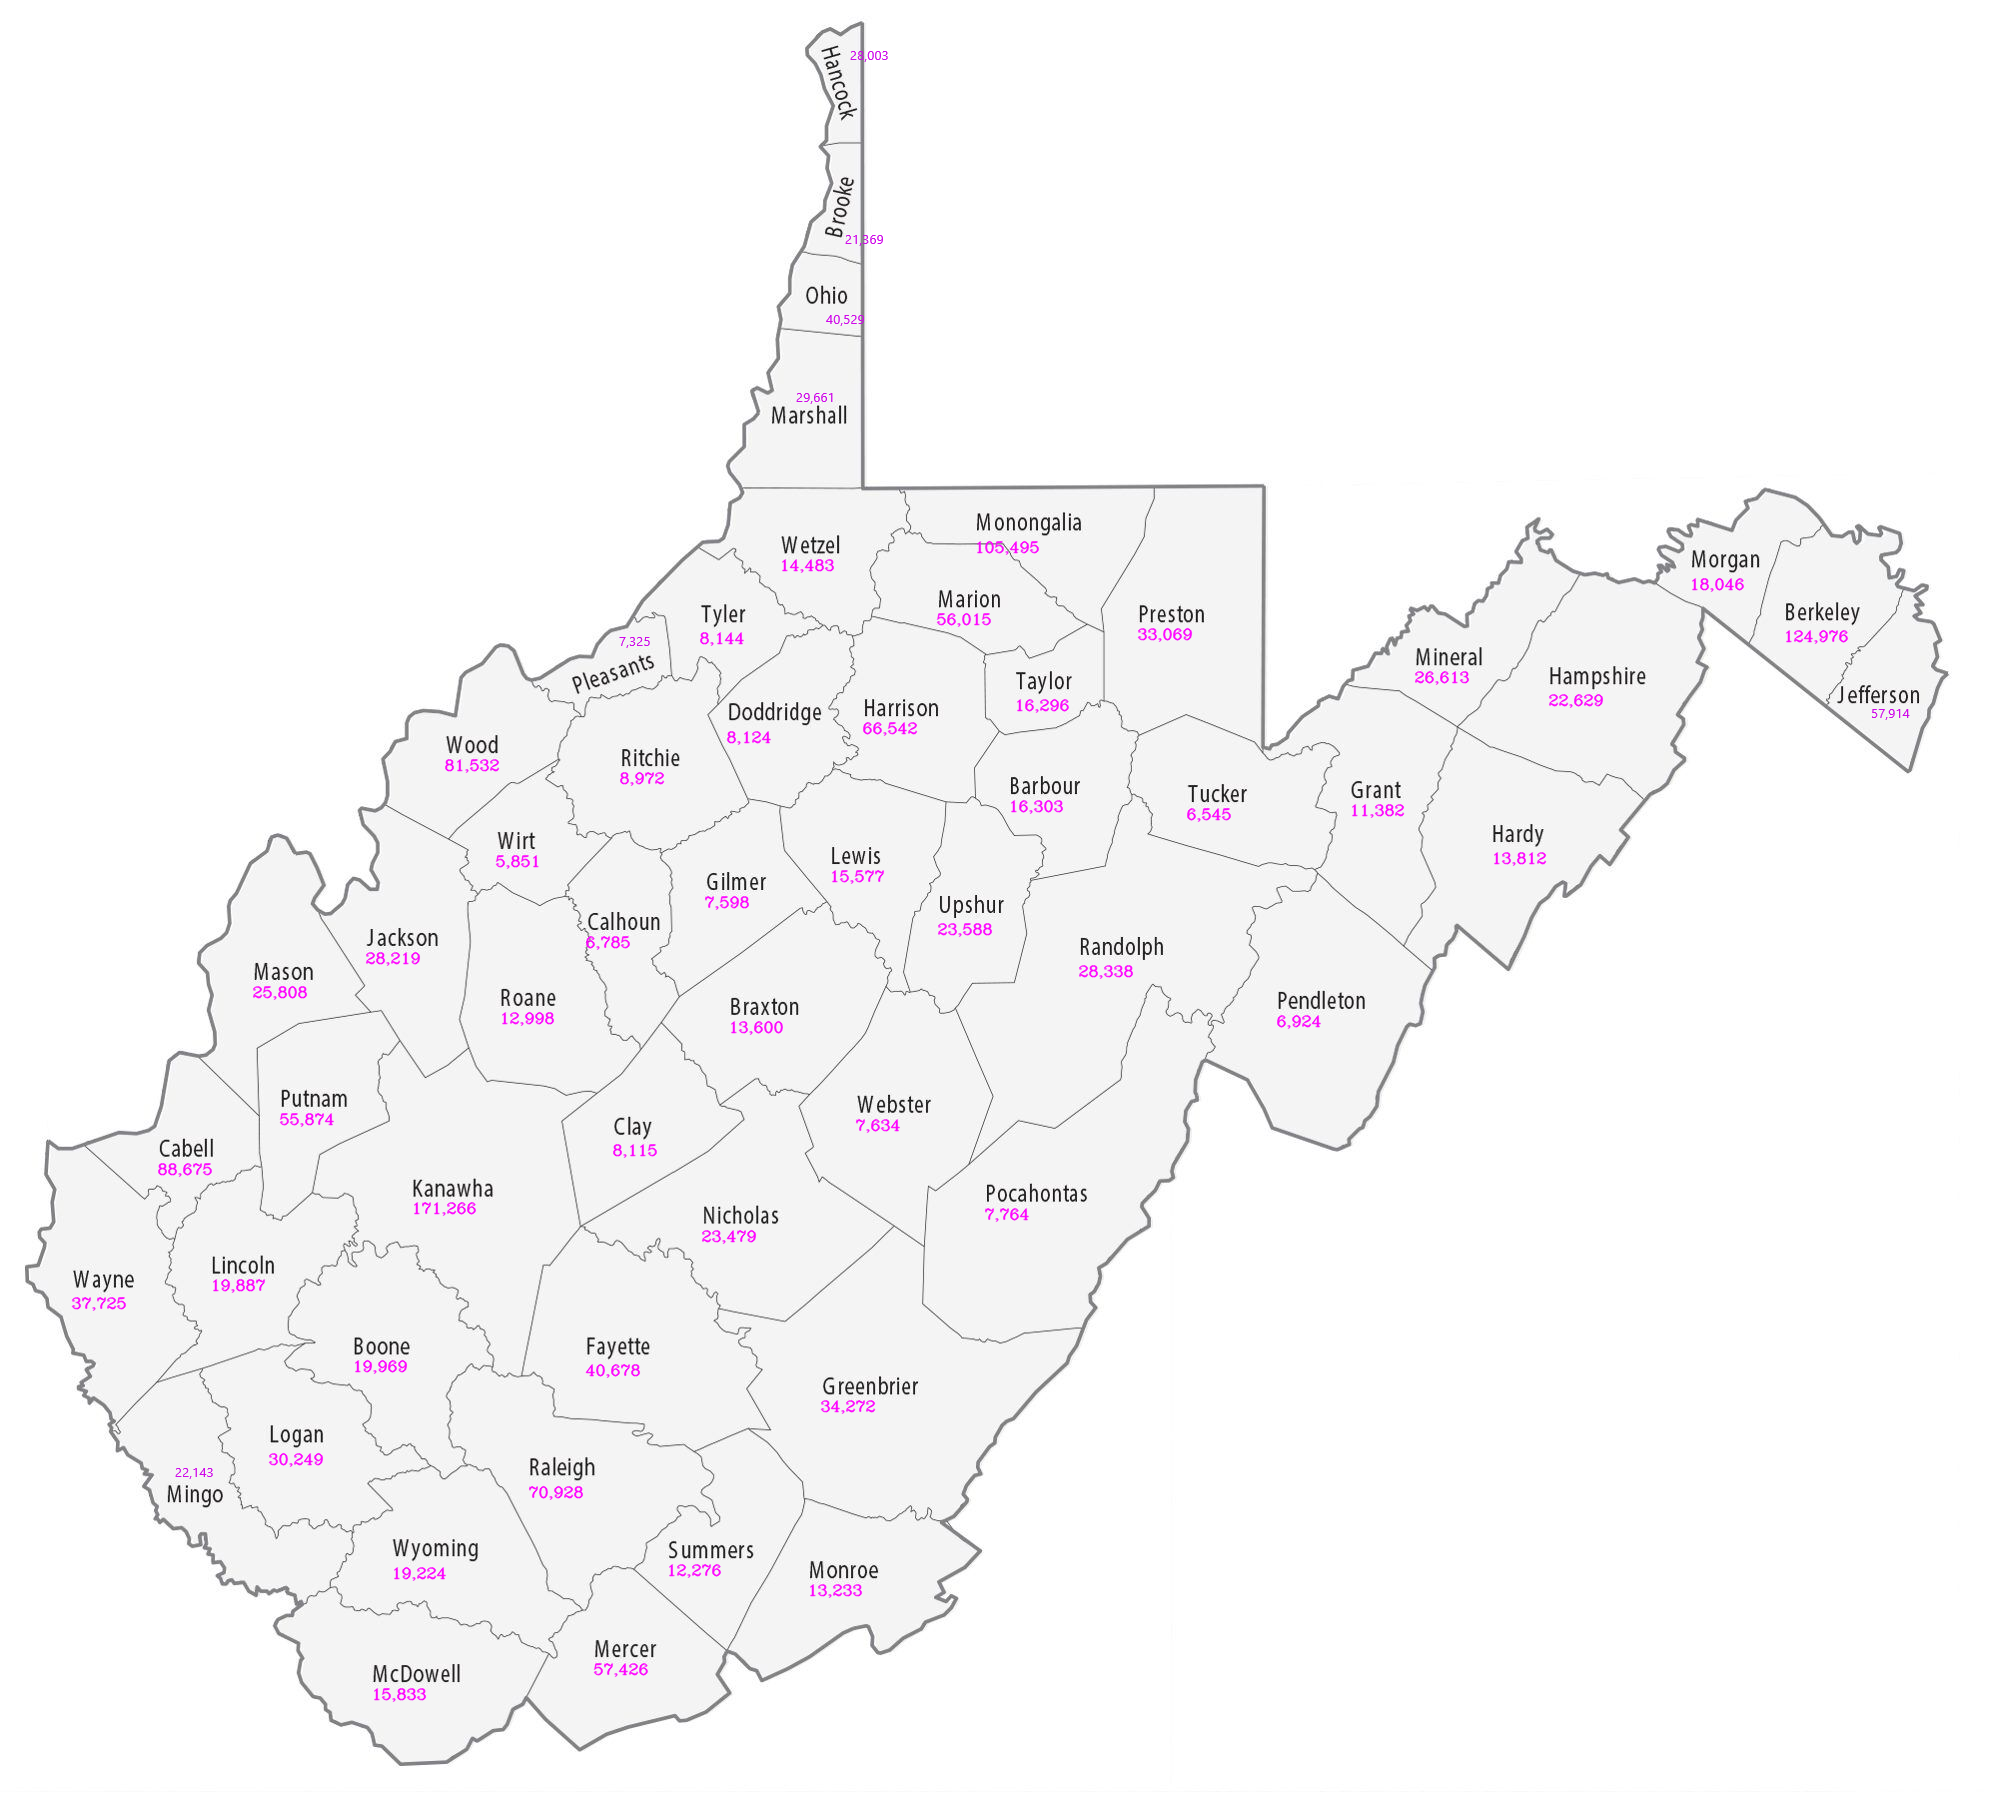 Hancock
28,003
Brooke
21,369
Ohio
40,529
29,661
Marshall
Monongalia
105,495
Wetzel
14,483
Marion
56,015
Preston
33,069
Tyler
8,144
7,325
Pleasants
Morgan
18,046
Berkeley
124,976
Jefferson
57,914
Mineral
26,613
Hampshire
22,629
Taylor
16,296
Harrison
66,542
Doddridge
8,124
Wood
81,532
Ritchie
8,972
Barbour
16,303
Tucker
6,545
Grant
11,382
Hardy
13,812
Wirt
5,851
Lewis
15,577
Gilmer
7,598
Upshur
23,588
Calhoun
6,785
Jackson
28,219
Randolph
28,338
Mason
25,808
Roane
12,998
Braxton
13,600
Pendleton
6,924
Putnam
55,874
Webster
7,634
Clay
8,115
Cabell
88,675
Kanawha
171,266
Pocahontas
7,764
Nicholas
23,479
Lincoln
19,887
Wayne
37,725
Boone
19,969
Fayette
40,678
Greenbrier
34,272
Logan
30,249
22,143
Mingo
Raleigh
70,928
Wyoming
19,224
Summers
12,276
Monroe
13,233
Mercer
57,426
McDowell
15,833